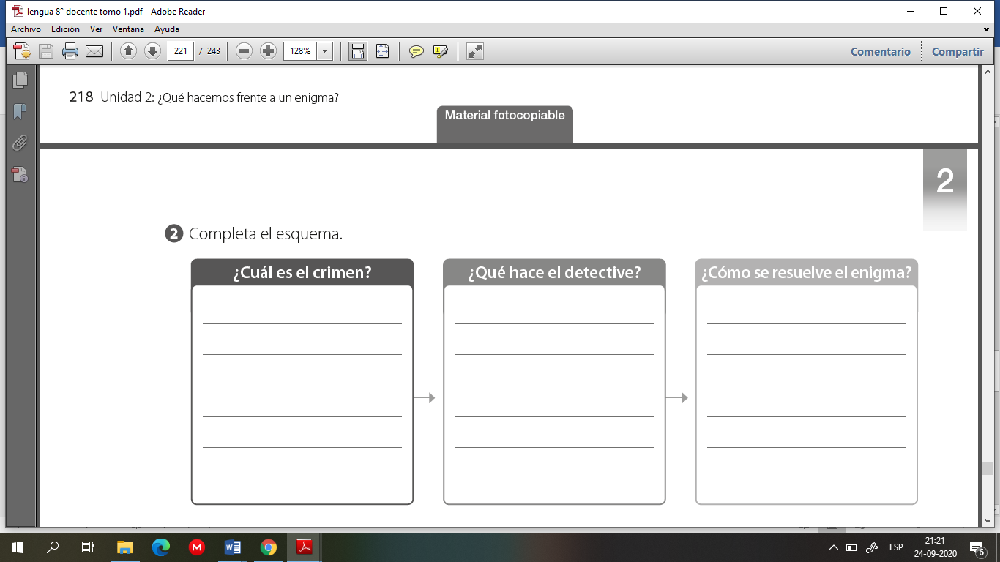 lengua 8° docente tomo 1.pdf - Adobe Reader
Archivo Edición Ver Ventana Ayuda
221 / 243 128% Comentario Compartir
218 Unidad 2: ¿Qué hacemos frente a un enigma?
Material fotocopiable
2
2 Completa el esquema.
¿Cuál es el crimen? ¿Qué hace el detective? ¿Cómo se resuelve el enigma?
ESP 21:21
24-09-2020 6